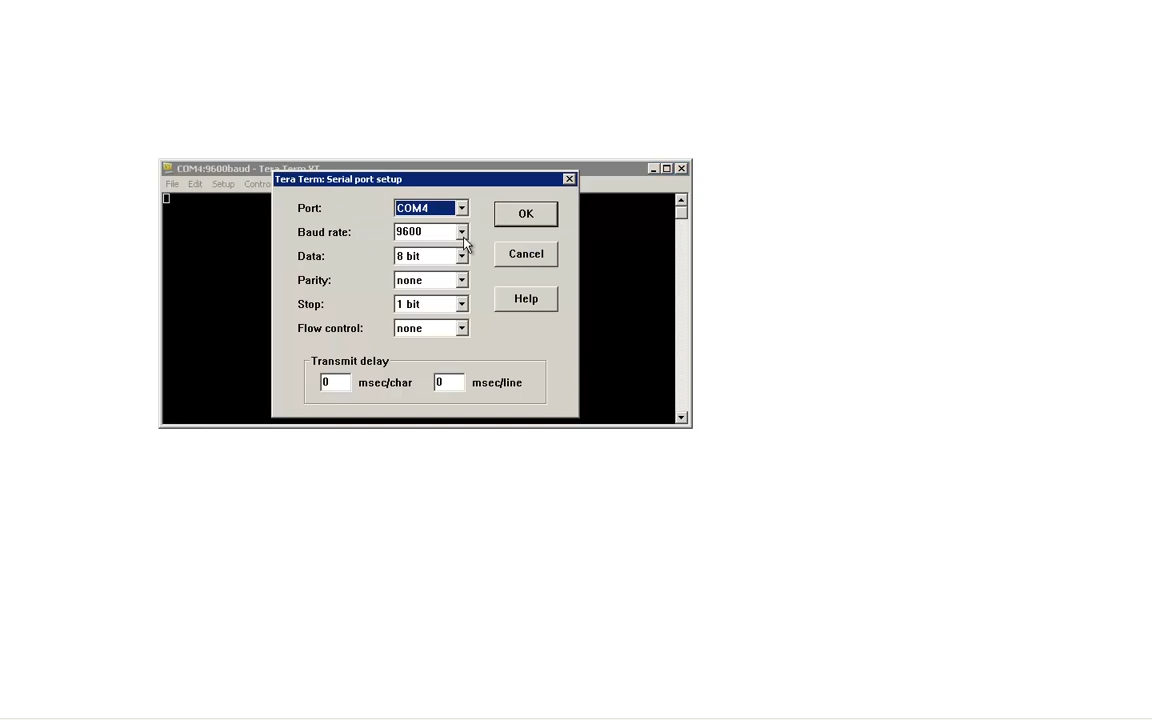 COM4:9600baud - Tera Term VT
File Edit Setup Contro
Tera Term: Serial port setup
Port: COM4 OK
Baud rate: 9600
Data: 8 bit Cancel
Parity: none
Stop: 1 bit Help
Flow control: none
Transmit delay
0 msec/char 0 msec/line